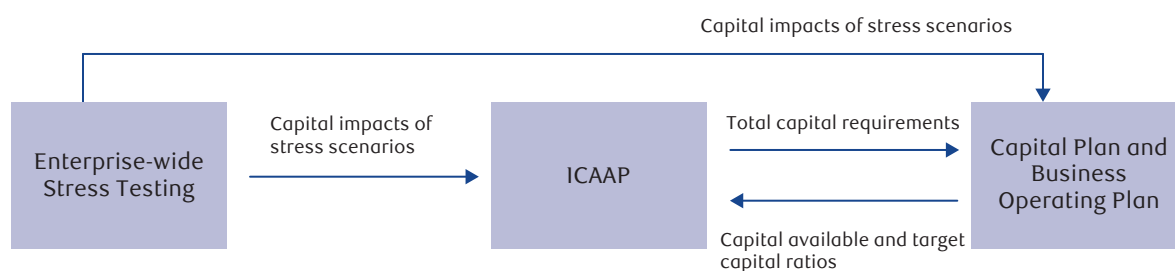 Capital impacts of stress scenarios
Enterprise-wide
Stress Testing
Capital impacts of
stress scenarios
ICAAP
Total capital requirements
Capital available and target
capital ratios
Capital Plan and
Business
Operating Plan